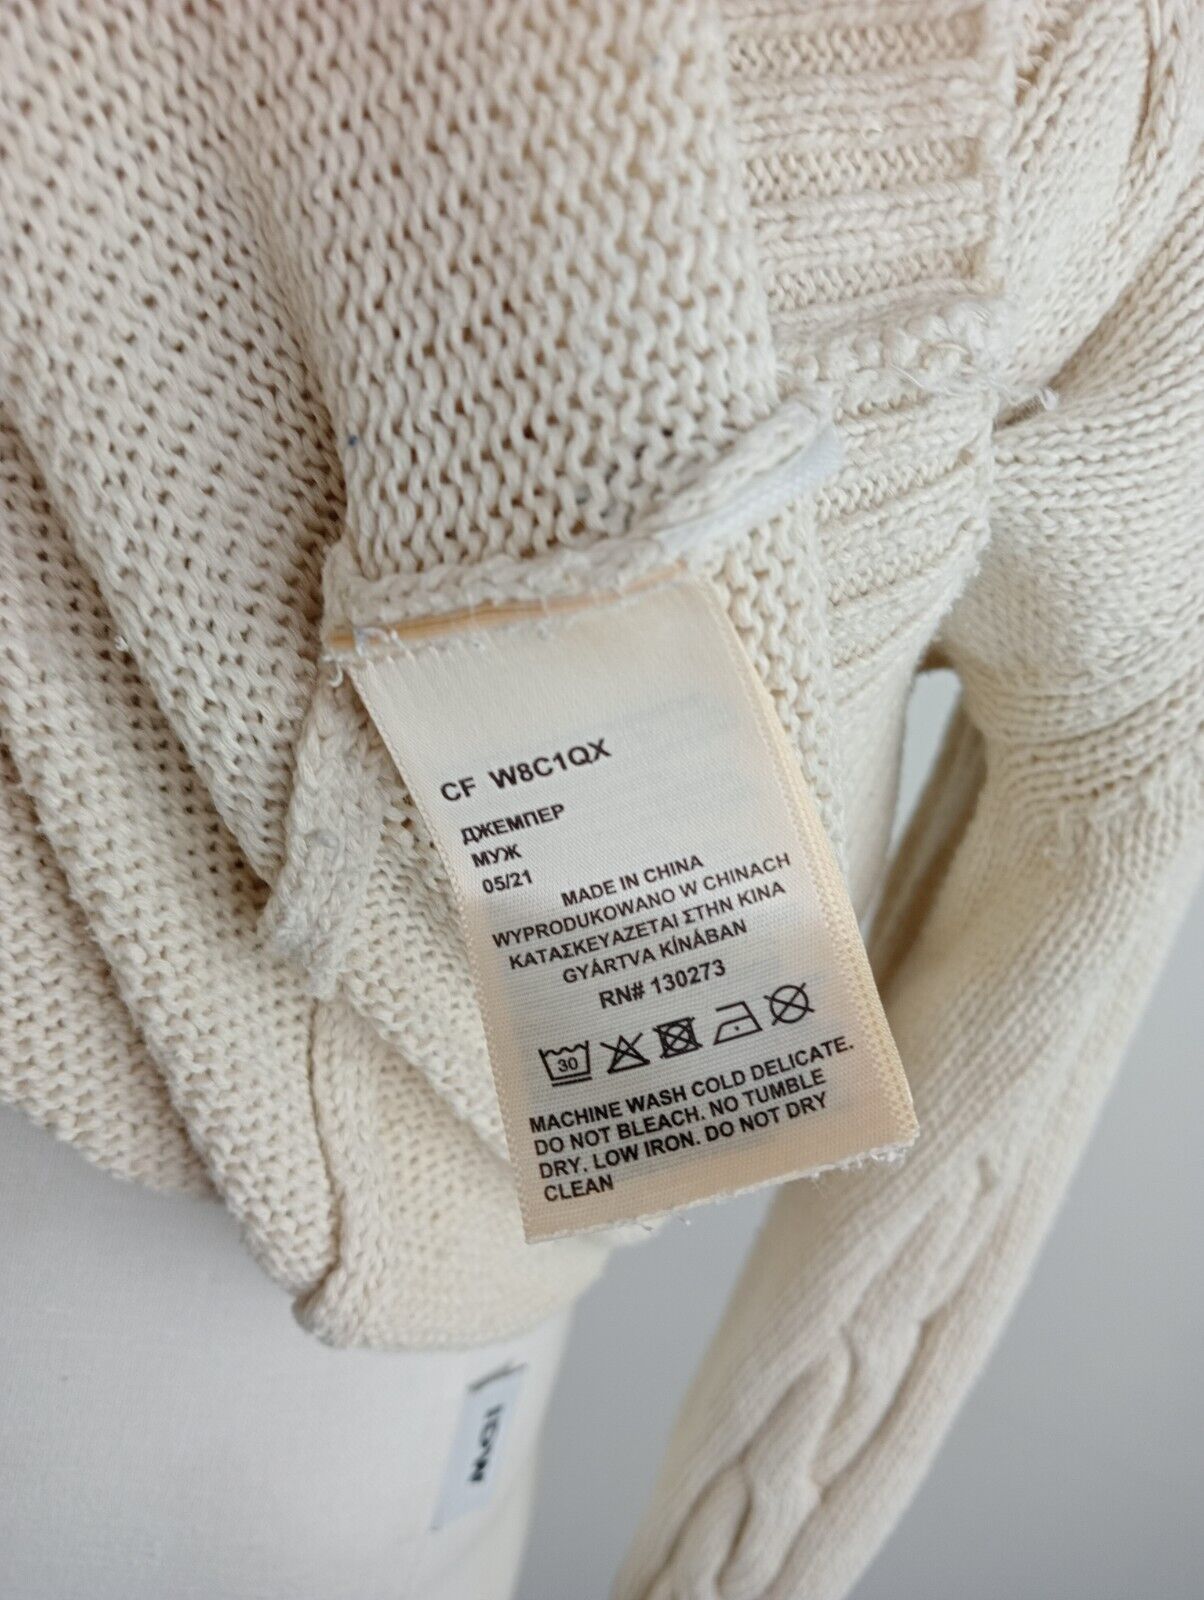 CF W8C1QX
ДЖЕМПЕР
МУЖ
05/21
MADE IN CHINA
WYPRODUKOWANO W CHINACH
ΚΑΤΑΣΚΕΥΑΖΕΤΑΙ ΣΤΗΝ ΚΙΝΑ
GYÁRTVA KÍNÁBAN
RN# 130273
30
MACHINE WASH COLD DELICATE.
DO NOT BLEACH. NO TUMBLE
DRY. LOW IRON. DO NOT DRY
CLEAN